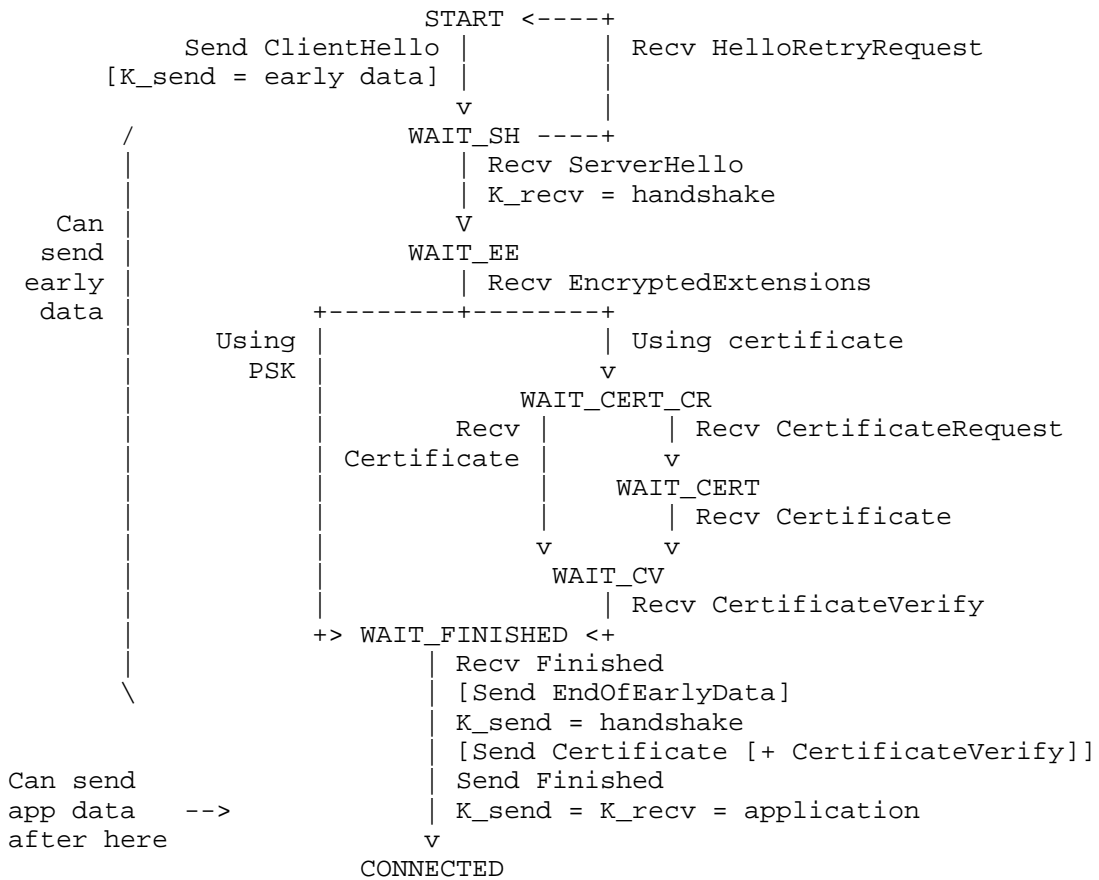 START <----+
Send ClientHello | | Recv HelloRetryRequest
[K_send = early data] | |
v |
/ WAIT_SH ----+
| | Recv ServerHello
| | K_recv = handshake
Can | V
send | WAIT_EE
early | | Recv EncryptedExtensions
data | +--------+--------+
| Using | | Using certificate
| PSK | v
| | WAIT_CERT_CR
| | Recv | | Recv CertificateRequest
| | Certificate | v
| | | WAIT_CERT
| | | | Recv Certificate
| | v v
| | WAIT_CV
| | | Recv CertificateVerify
| +> WAIT_FINISHED <+
| | Recv Finished
\ | [Send EndOfEarlyData]
| K_send = handshake
| [Send Certificate [+ CertificateVerify]]
Can send | Send Finished
app data --> | K_send = K_recv = application
after here v
CONNECTED